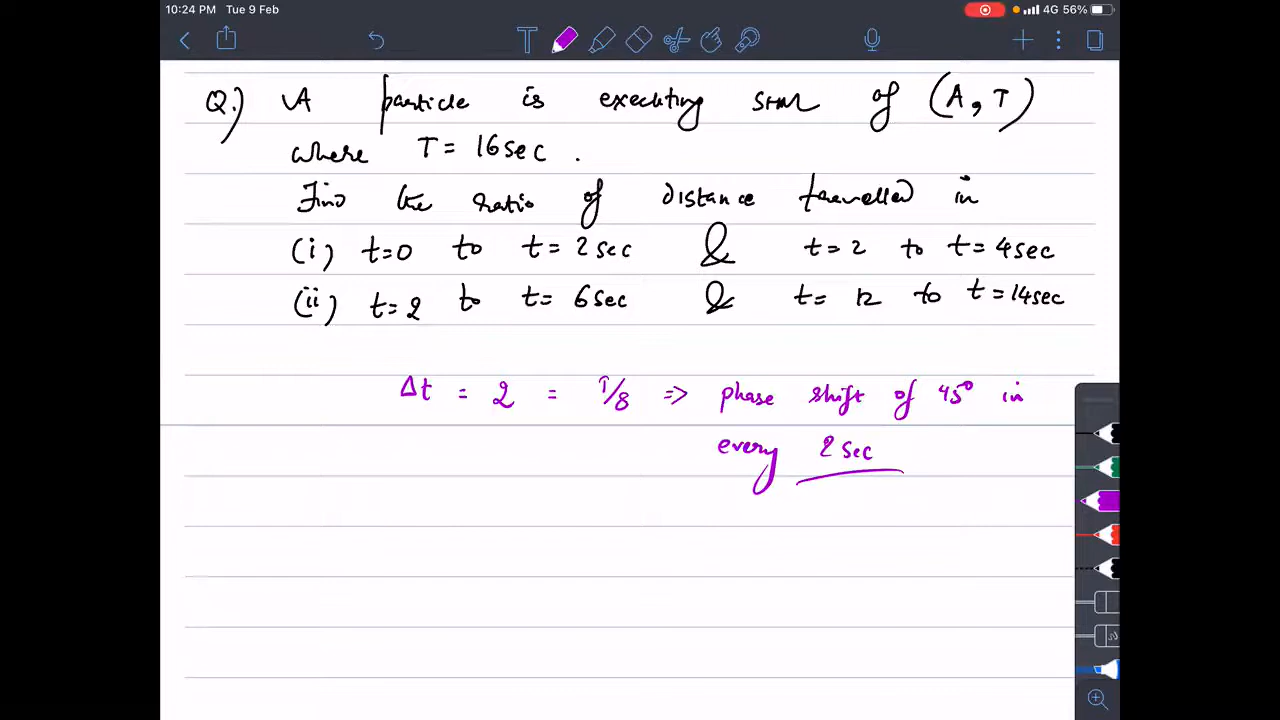 10:24 PM Tue 9 Feb
4G 56%
Q.) A particle is executing SHM of (A, T)
where T = 16 sec .
Find the ratio of distance travelled in
(i) t=0 to t = 2 sec & t = 2 to t = 4 sec
(ii) t = 2 to t = 6 sec & t = 12 to t = 14 sec
Δt = 2 = T/8 => phase shift of 45° in
every 2 sec